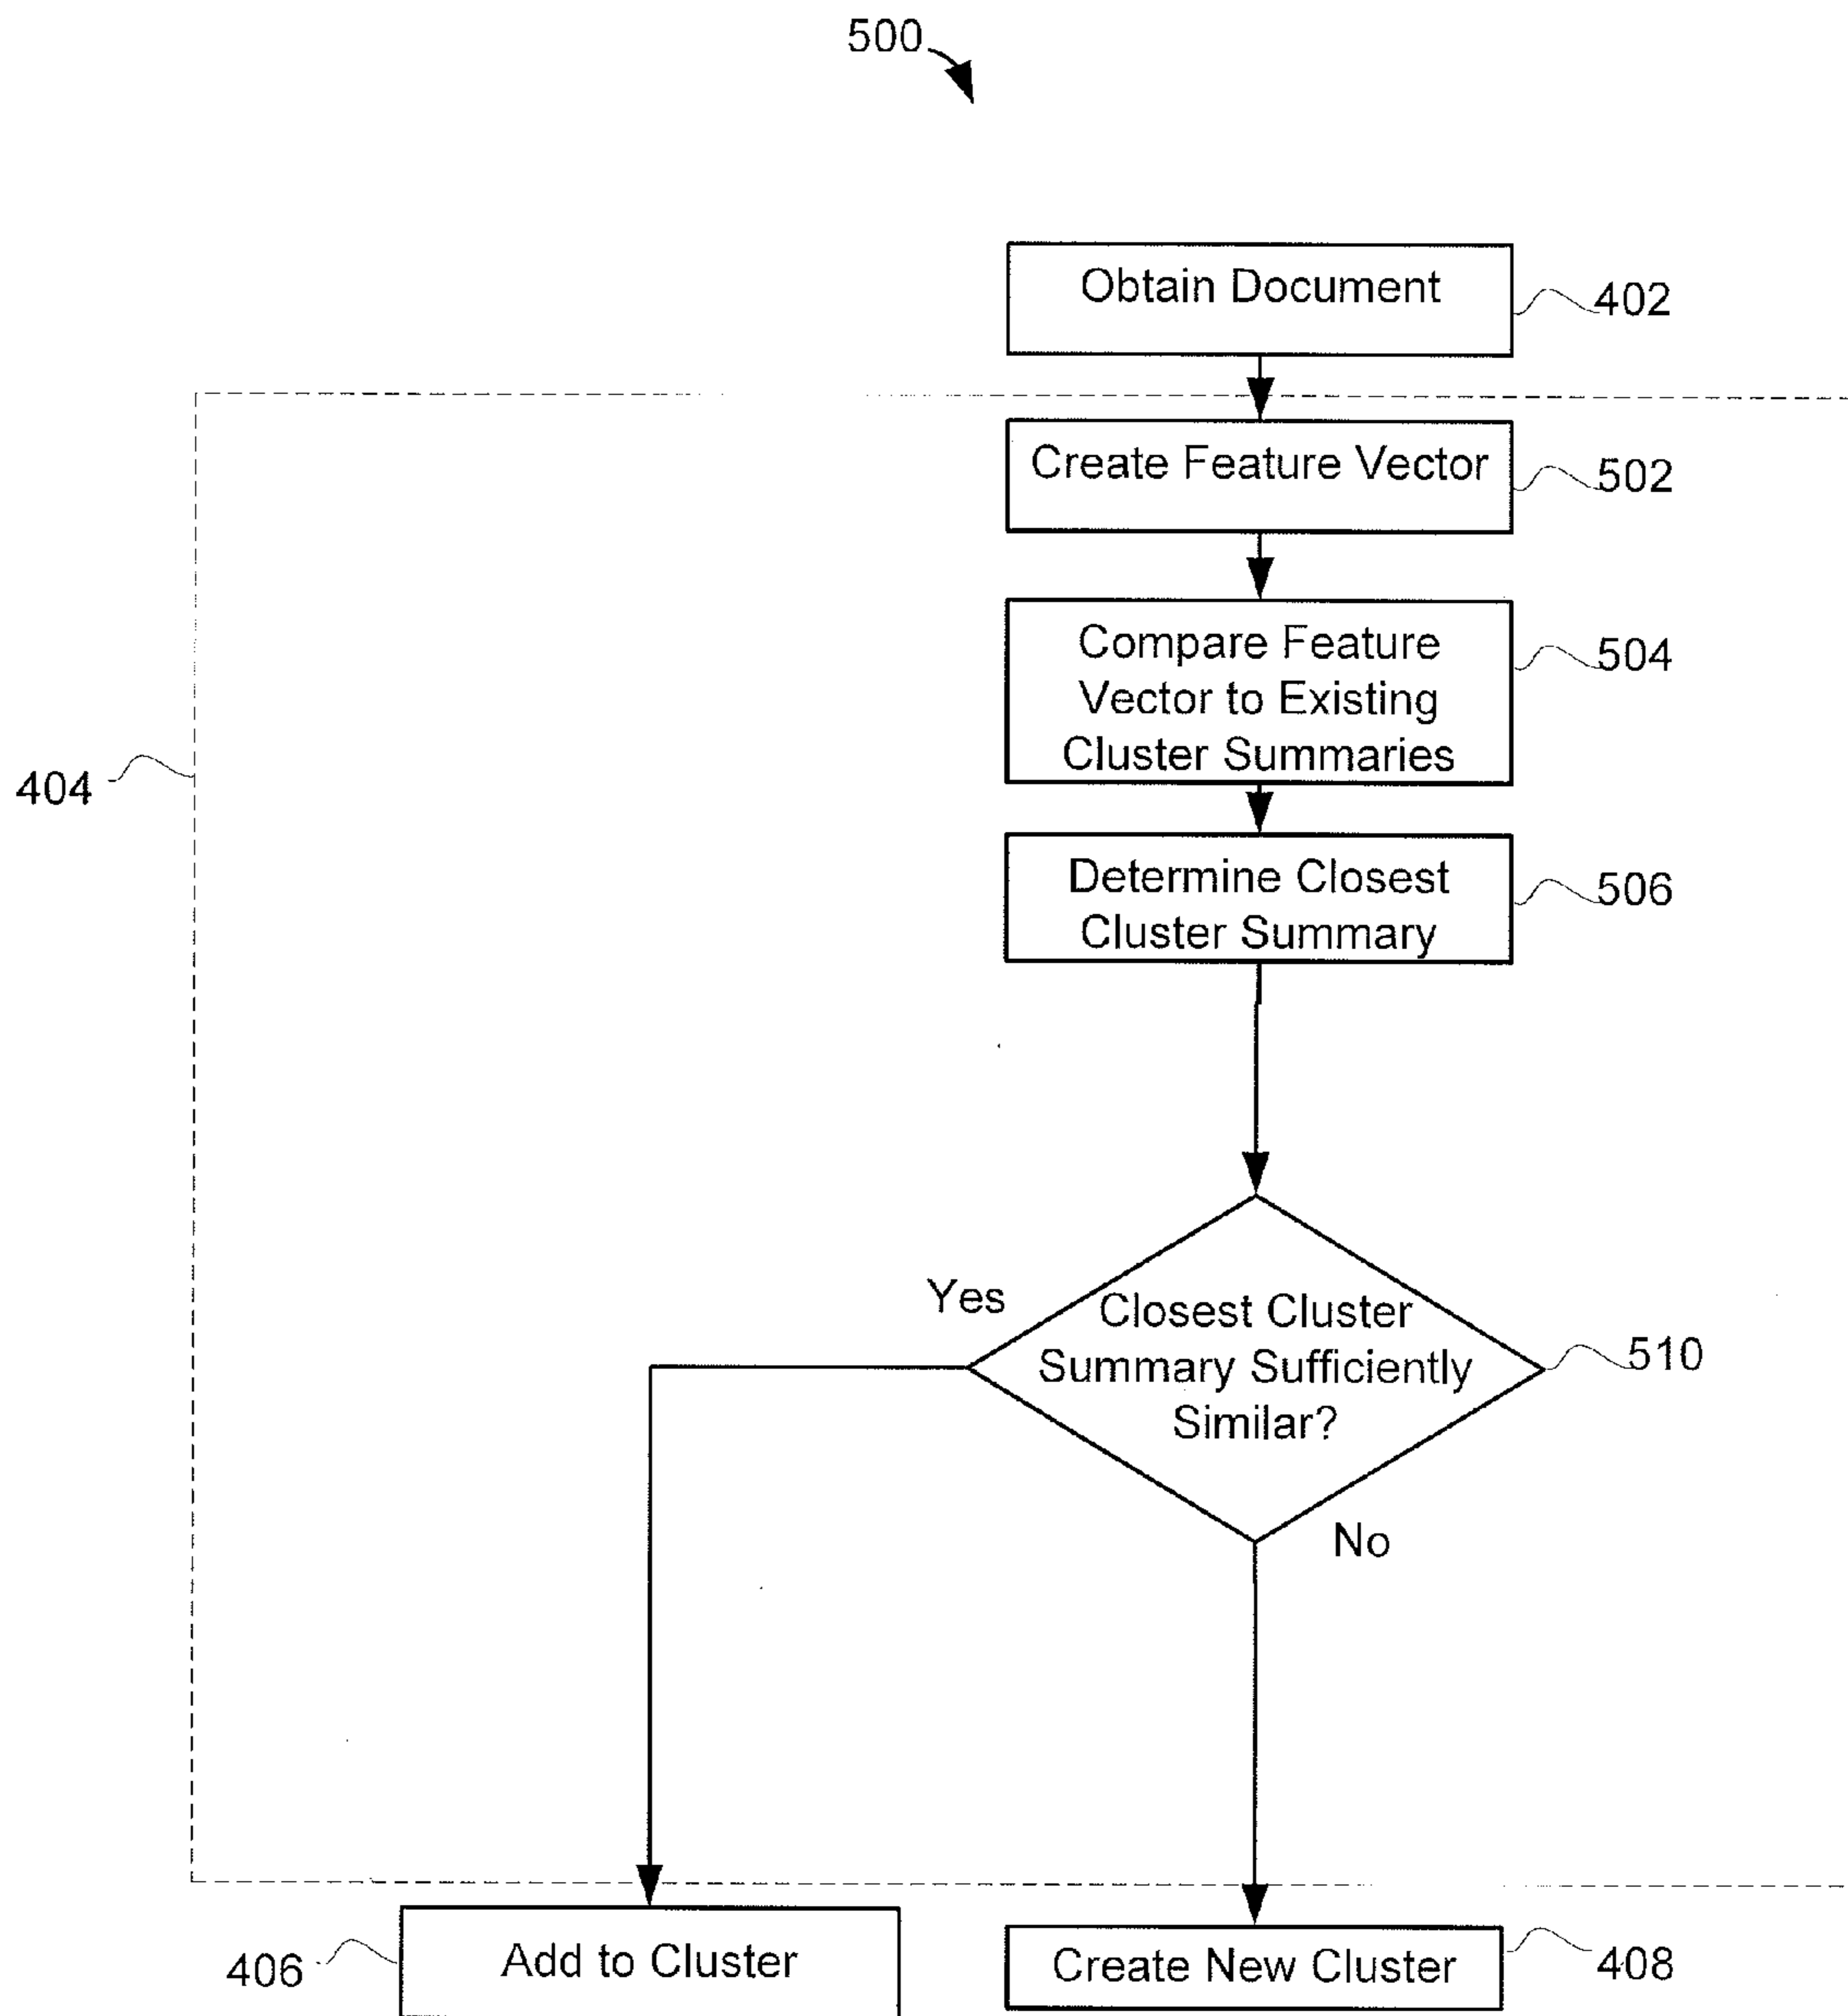 500
Obtain Document
402
Create Feature Vector
502
Compare Feature
Vector to Existing
Cluster Summaries
504
404
Determine Closest
Cluster Summary
506
Yes
Closest Cluster
Summary Sufficiently
Similar?
510
No
406
Add to Cluster
Create New Cluster
408